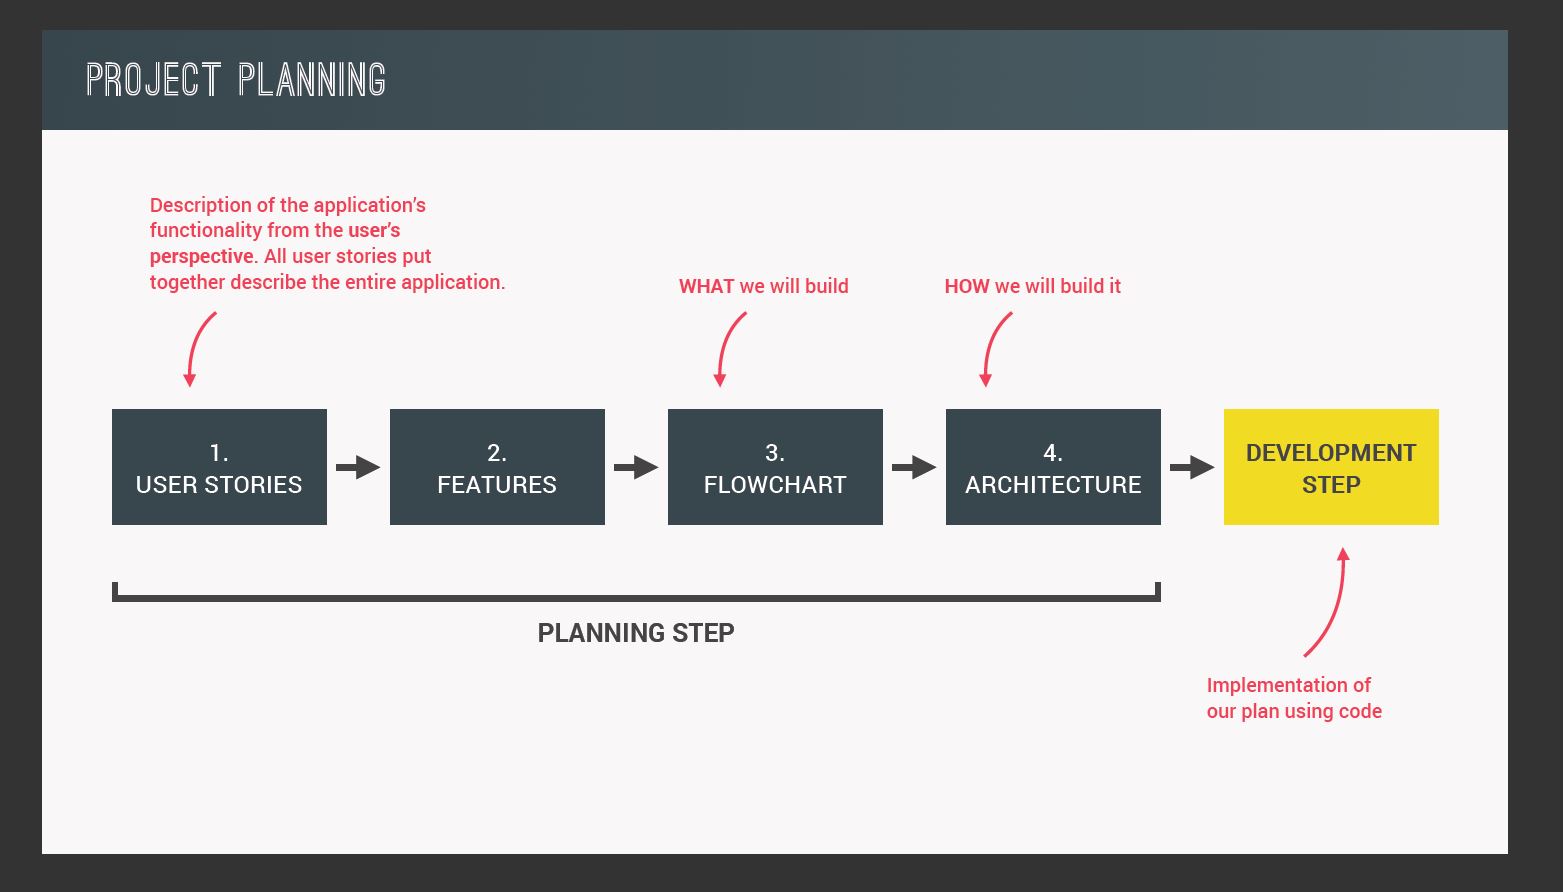 PROJECT PLANNING
Description of the application’s
functionality from the user’s
perspective. All user stories put
together describe the entire application.
WHAT we will build
HOW we will build it
1.
USER STORIES
2.
FEATURES
3.
FLOWCHART
4.
ARCHITECTURE
DEVELOPMENT
STEP
PLANNING STEP
Implementation of
our plan using code